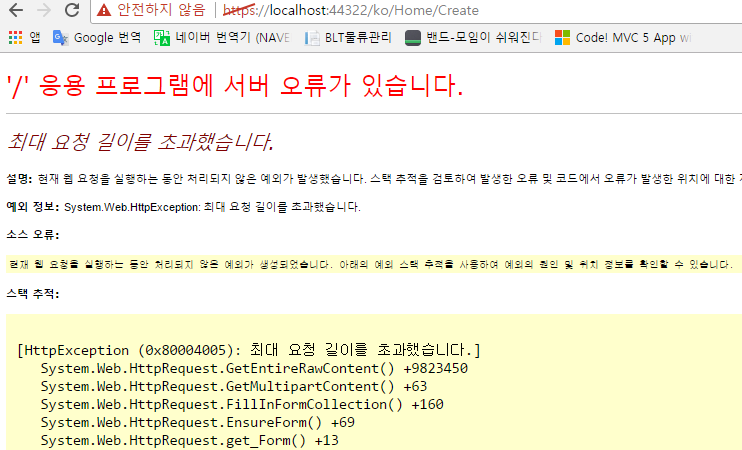 안전하지 않음 https://localhost:44322/ko/Home/Create
앱 Google 번역 네이버 번역기 (NAVE BLT물류관리 밴드-모임이 쉬워진다 Code! MVC 5 App wi
'/' 응용 프로그램에 서버 오류가 있습니다.
최대 요청 길이를 초과했습니다.
설명: 현재 웹 요청을 실행하는 동안 처리되지 않은 예외가 발생했습니다. 스택 추적을 검토하여 발생한 오류 및 코드에서 오류가 발생한 위치에 대한
예외 정보: System.Web.HttpException: 최대 요청 길이를 초과했습니다.
소스 오류:
현재 웹 요청을 실행하는 동안 처리되지 않은 예외가 생성되었습니다. 아래의 예외 스택 추적을 사용하여 예외의 원인 및 위치 정보를 확인할 수 있습니다.
스택 추적:
[HttpException (0x80004005): 최대 요청 길이를 초과했습니다.]
System.Web.HttpRequest.GetEntireRawContent() +9823450
System.Web.HttpRequest.GetMultipartContent() +63
System.Web.HttpRequest.FillInFormCollection() +160
System.Web.HttpRequest.EnsureForm() +69
System.Web.HttpRequest.get_Form() +13